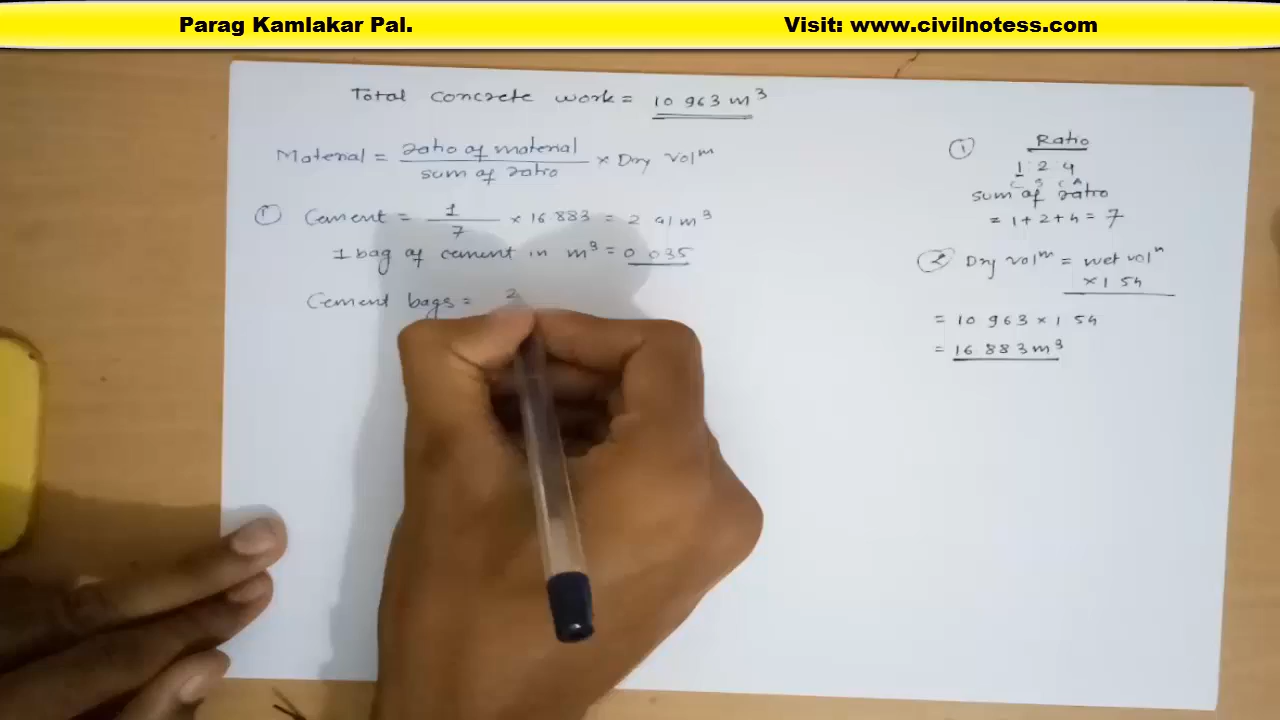 Parag Kamlakar Pal.
Visit: www.civilnotess.com
Total concrete work = 10 963 m³
Material = ratio of material / sum of ratio × Dry volᵐ
① Cement = 1/7 × 16 883 = 2 41 m³
1 bag of cement in m³ = 0 035
Cement bags = 2
① Ratio
1 : 2 : 4
C S C A
sum of ratio
= 1 + 2 + 4 = 7
② Dry volᵐ = wet volᵐ
× 1 54
= 10 963 × 1 54
= 16 883 m³